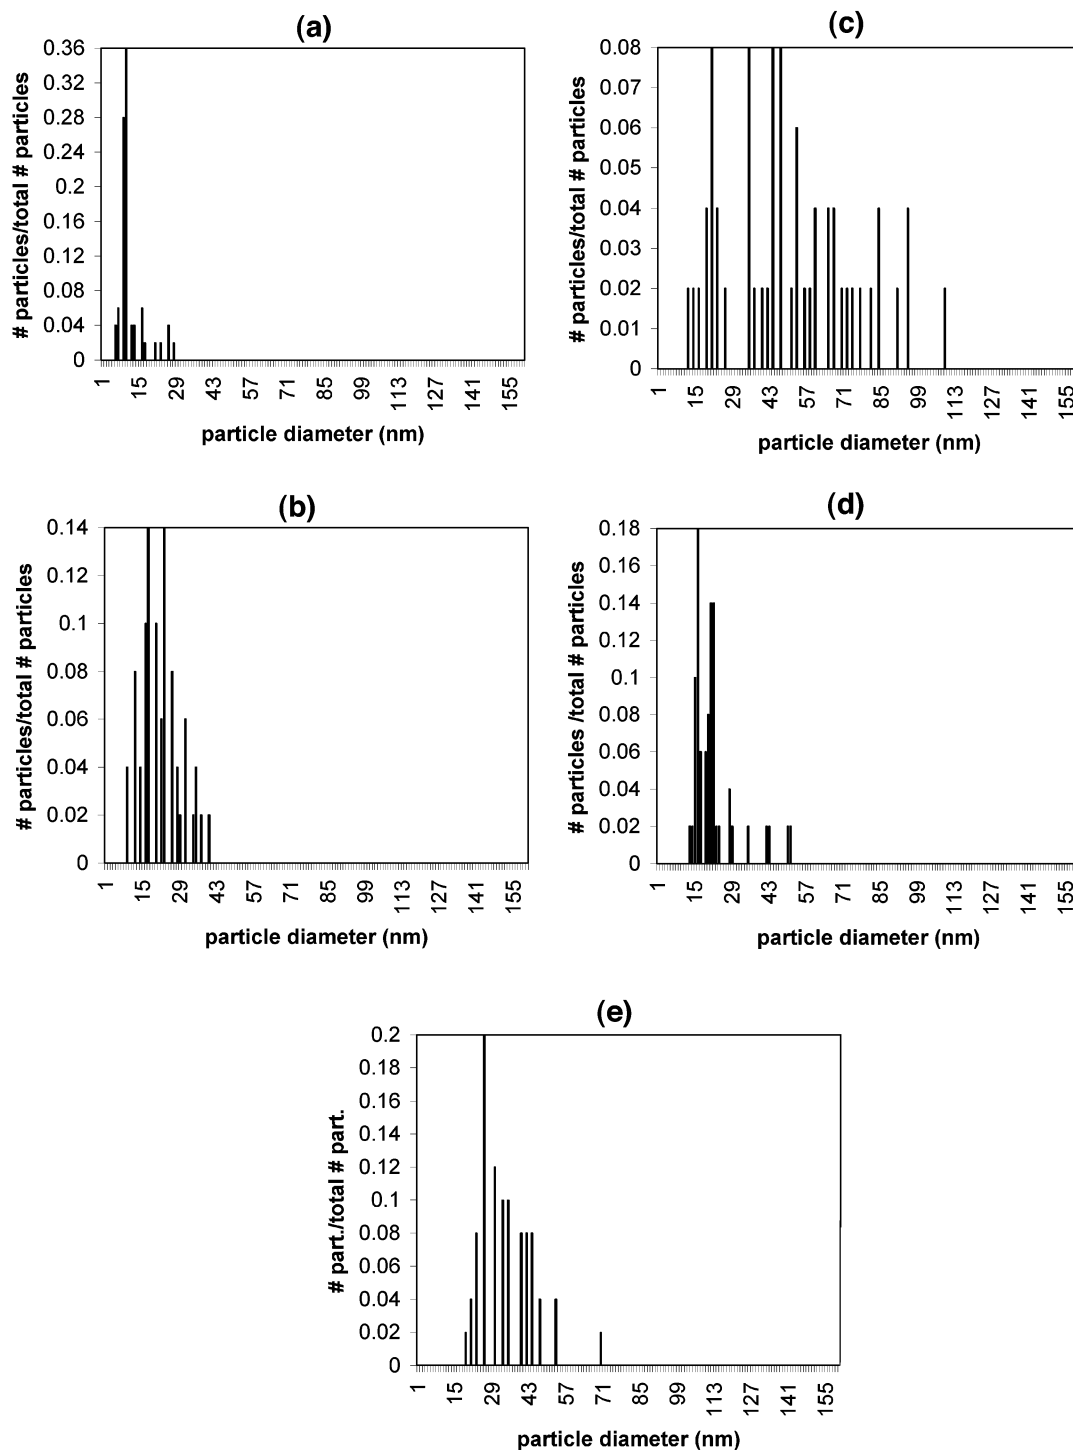 (a)
# particles/total # particles
0.36
0.32
0.28
0.24
0.2
0.16
0.12
0.08
0.04
0
1 15 29 43 57 71 85 99 113 127 141 155
particle diameter (nm)
(c)
# particles/total # particles
0.08
0.07
0.06
0.05
0.04
0.03
0.02
0.01
0
1 15 29 43 57 71 85 99 113 127 141 155
particle diameter (nm)
(b)
# particles/total # particles
0.14
0.12
0.1
0.08
0.06
0.04
0.02
0
1 15 29 43 57 71 85 99 113 127 141 155
particle diameter (nm)
(d)
# particles /total # particles
0.18
0.16
0.14
0.12
0.1
0.08
0.06
0.04
0.02
0
1 15 29 43 57 71 85 99 113 127 141 155
particle diameter (nm)
(e)
# part./total # part.
0.2
0.18
0.16
0.14
0.12
0.1
0.08
0.06
0.04
0.02
0
1 15 29 43 57 71 85 99 113 127 141 155
particle diameter (nm)